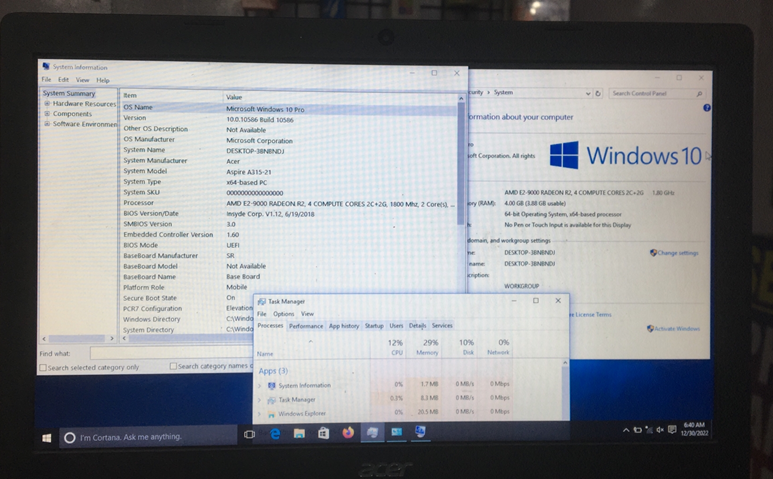 System Information
File Edit View Help
System Summary
Hardware Resources
Components
Software Environmen
Item Value
OS Name Microsoft Windows 10 Pro
Version 10.0.10586 Build 10586
Other OS Description Not Available
OS Manufacturer Microsoft Corporation
System Name DESKTOP-3BNBNDJ
System Manufacturer Acer
System Model Aspire A315-21
System Type x64-based PC
System SKU 0000000000000000
Processor AMD E2-9000 RADEON R2, 4 COMPUTE CORES 2C+2G, 1800 Mhz, 2 Core(s), ...
BIOS Version/Date Insyde Corp. V1.12, 6/19/2018
SMBIOS Version 3.0
Embedded Controller Version 1.60
BIOS Mode UEFI
BaseBoard Manufacturer SR
BaseBoard Model Not Available
BaseBoard Name Base Board
Platform Role Mobile
Secure Boot State On
PCR7 Configuration Elevation
Windows Directory C:\Windo
System Directory C:\Windo
Find what:
Search selected category only Search category names o
urity > System Search Control Panel
ormation about your computer
soft Corporation. All rights
Windows 10
AMD E2-9000 RADEON R2, 4 COMPUTE CORES 2C+2G 1.80 GHz
ory (RAM): 4.00 GB (3.88 GB usable)
64-bit Operating System, x64-based processor
No Pen or Touch Input is available for this Display
domain, and workgroup settings
me: DESKTOP-3BNBNDJ Change settings
name: DESKTOP-3BNBNDJ
scription:
WORKGROUP
e License Terms
Activate Windows
Task Manager
File Options View
Processes Performance App history Startup Users Details Services
12% 29% 10% 0%
Name CPU Memory Disk Network
Apps (3)
System Information 0% 1.7 MB 0 MB/s 0 Mbps
Task Manager 0.3% 8.3 MB 0 MB/s 0 Mbps
Windows Explorer 0% 20.5 MB 0 MB/s 0 Mbps
I'm Cortana. Ask me anything.
6:40 AM
12/30/2022
acer